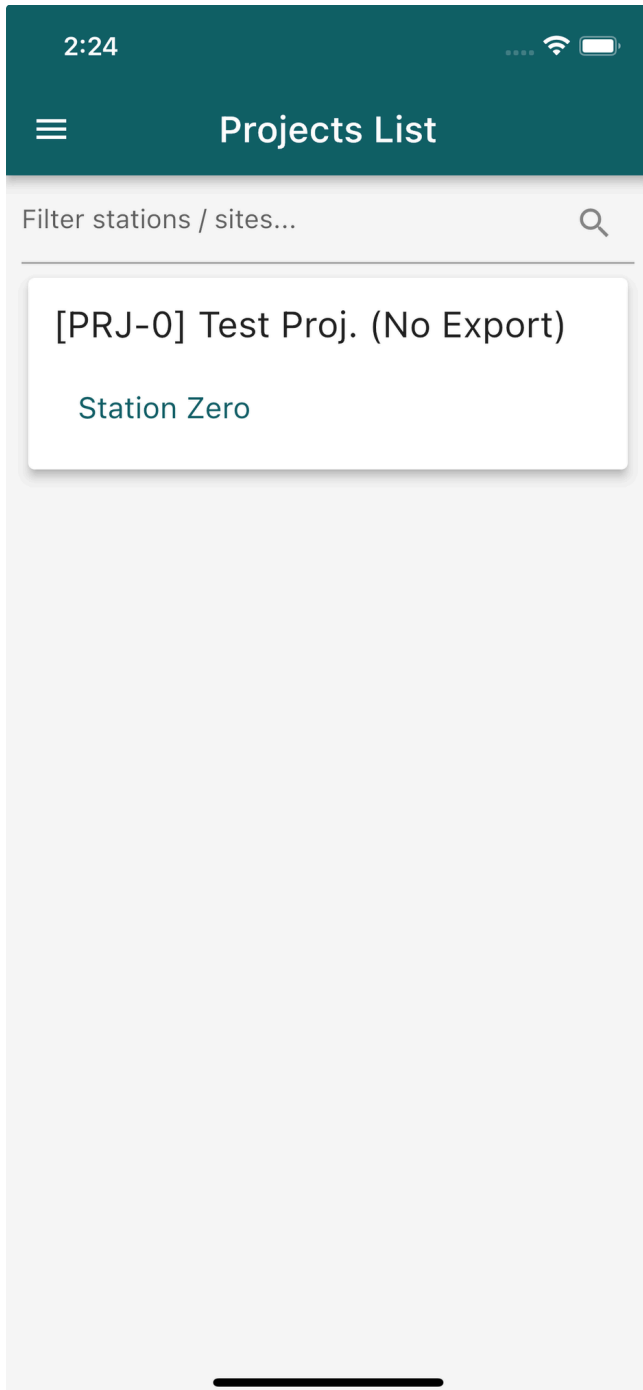 2:24
Projects List
Filter stations / sites...
[PRJ-0] Test Proj. (No Export)
Station Zero